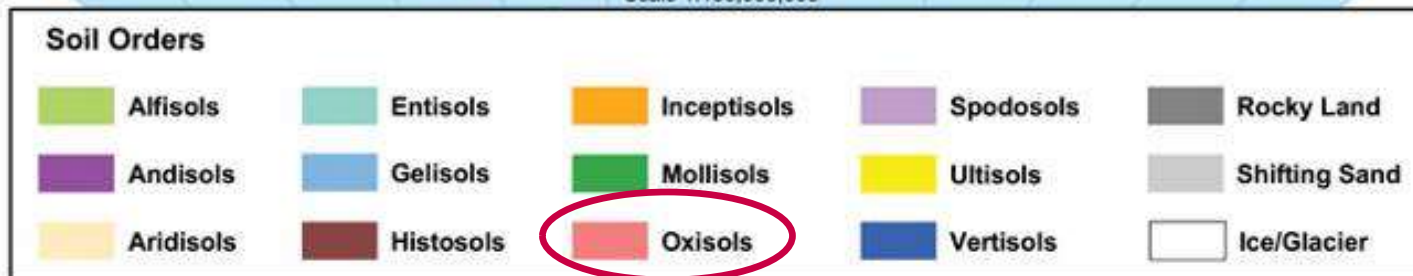 Soil Orders
Alfisols Entisols Inceptisols Spodosols Rocky Land
Andisols Gelisols Mollisols Ultisols Shifting Sand
Aridisols Histosols Oxisols Vertisols Ice/Glacier